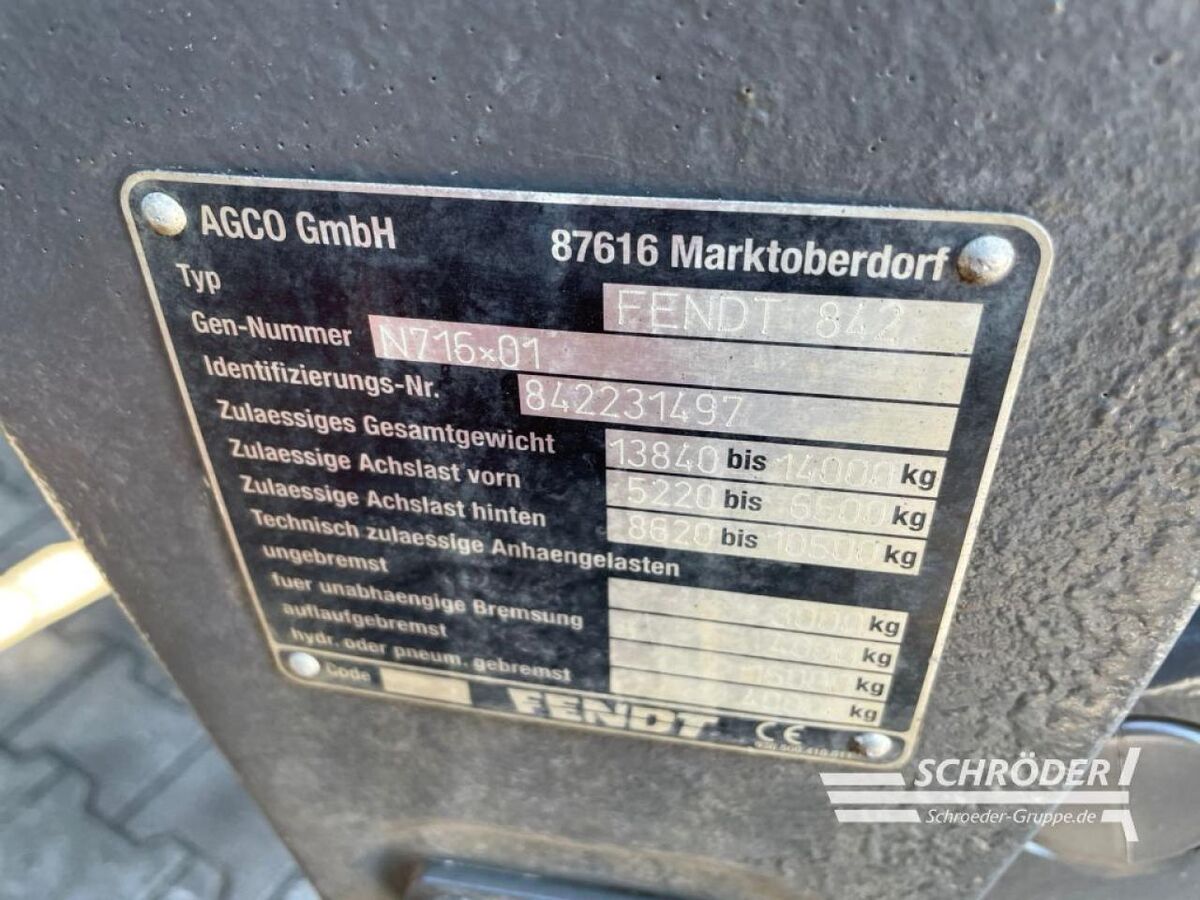 AGCO GmbH 87616 Marktoberdorf
Typ FENDT 842
Gen-Nummer N716x01
Identifizierungs-Nr. 842231497
Zulaessiges Gesamtgewicht 13840 bis 14000 kg
Zulaessige Achslast vorn 5220 bis 6500 kg
Zulaessige Achslast hinten 8620 bis 10500 kg
Technisch zulaessige Anhaengelasten
ungebremst kg
fuer unabhaengige Bremsung kg
auflaufgebremst kg
hydr. oder pneum. gebremst kg
Code FENDT CE
SCHRÖDER
Schroeder-Gruppe.de